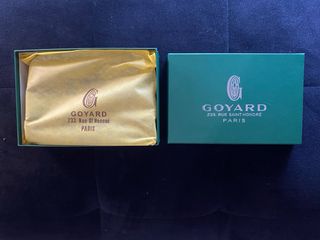 G
GOYARD
233, Rue St Honoré
PARIS
G
GOYARD
233, RUE SAINT-HONORÉ
PARIS